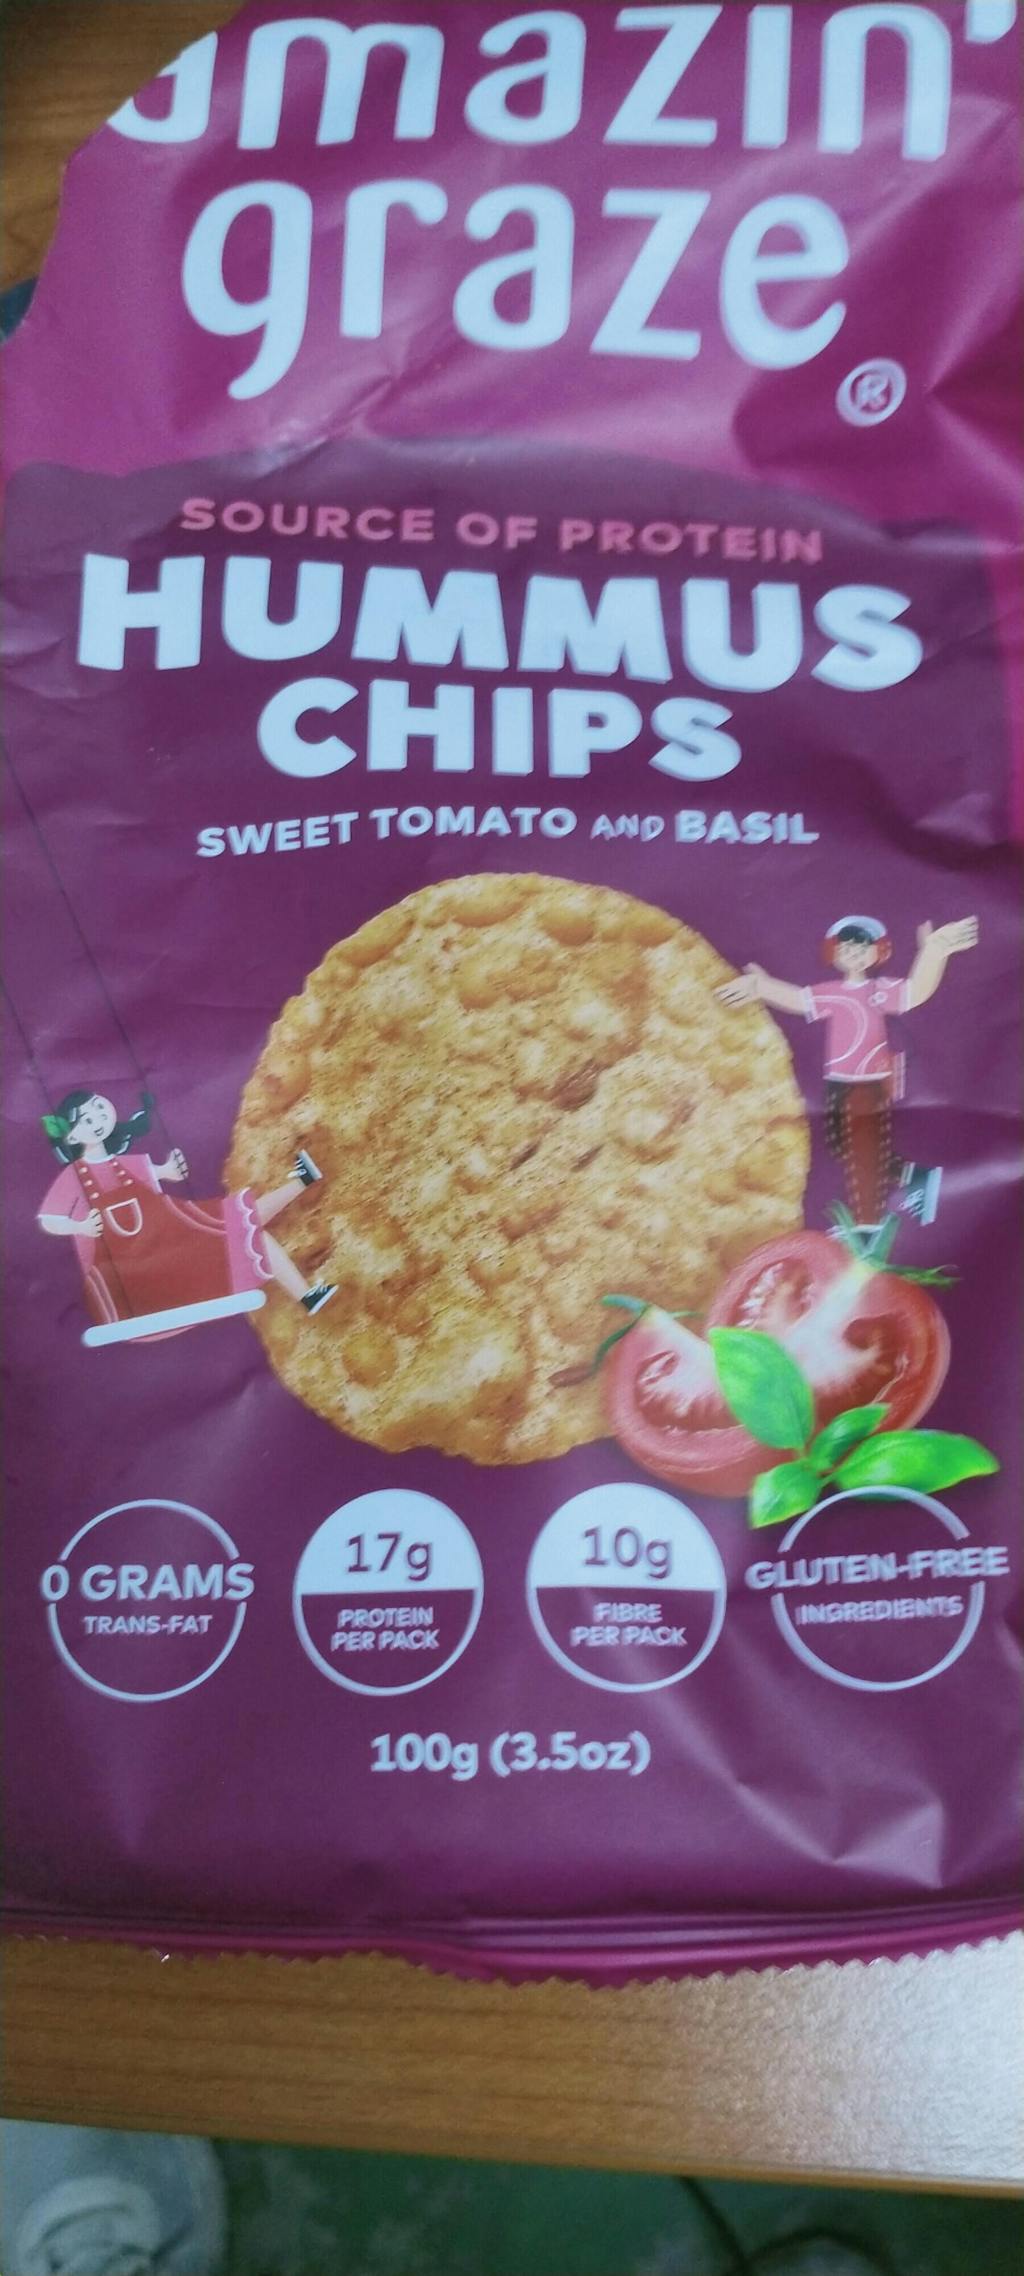 amazin'
graze
®
SOURCE OF PROTEIN
HUMMUS
CHIPS
SWEET TOMATO AND BASIL
0 GRAMS
TRANS-FAT
17g
PROTEIN
PER PACK
10g
FIBRE
PER PACK
GLUTEN-FREE
INGREDIENTS
100g (3.5oz)